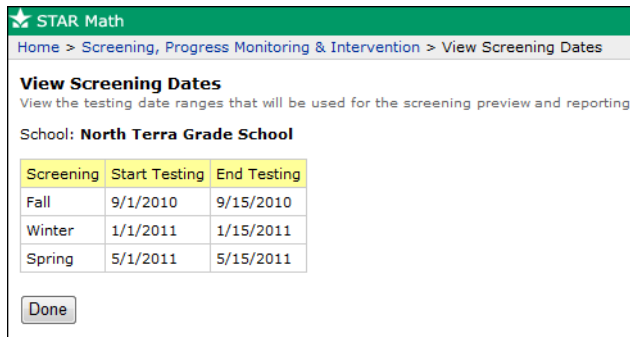 STAR Math
Home > Screening, Progress Monitoring & Intervention > View Screening Dates
View Screening Dates
View the testing date ranges that will be used for the screening preview and reporting
School: North Terra Grade School
Screening Start Testing End Testing
Fall 9/1/2010 9/15/2010
Winter 1/1/2011 1/15/2011
Spring 5/1/2011 5/15/2011
Done